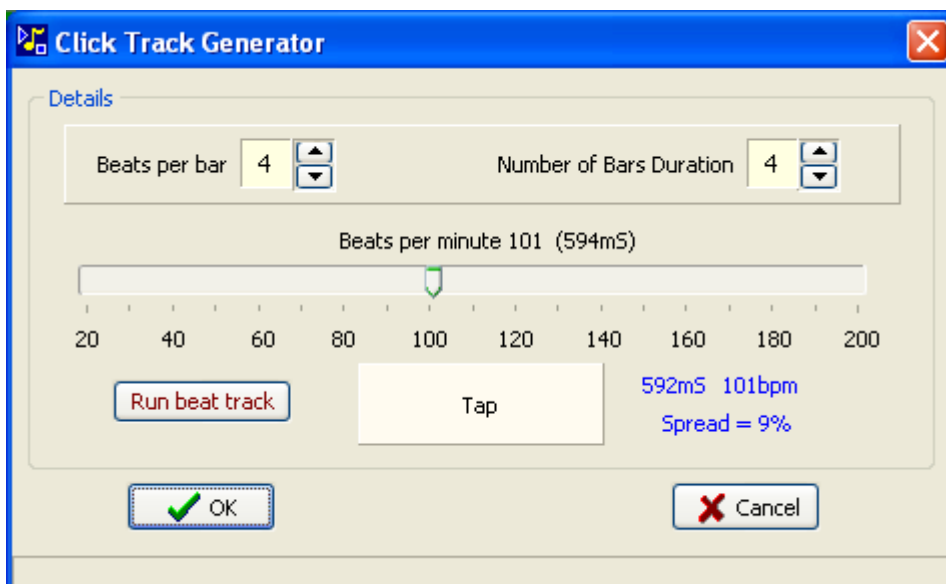 Click Track Generator
Details
Beats per bar 4 Number of Bars Duration 4
Beats per minute 101 (594mS)
20 40 60 80 100 120 140 160 180 200
Run beat track Tap 592mS 101bpm
Spread = 9%
OK Cancel